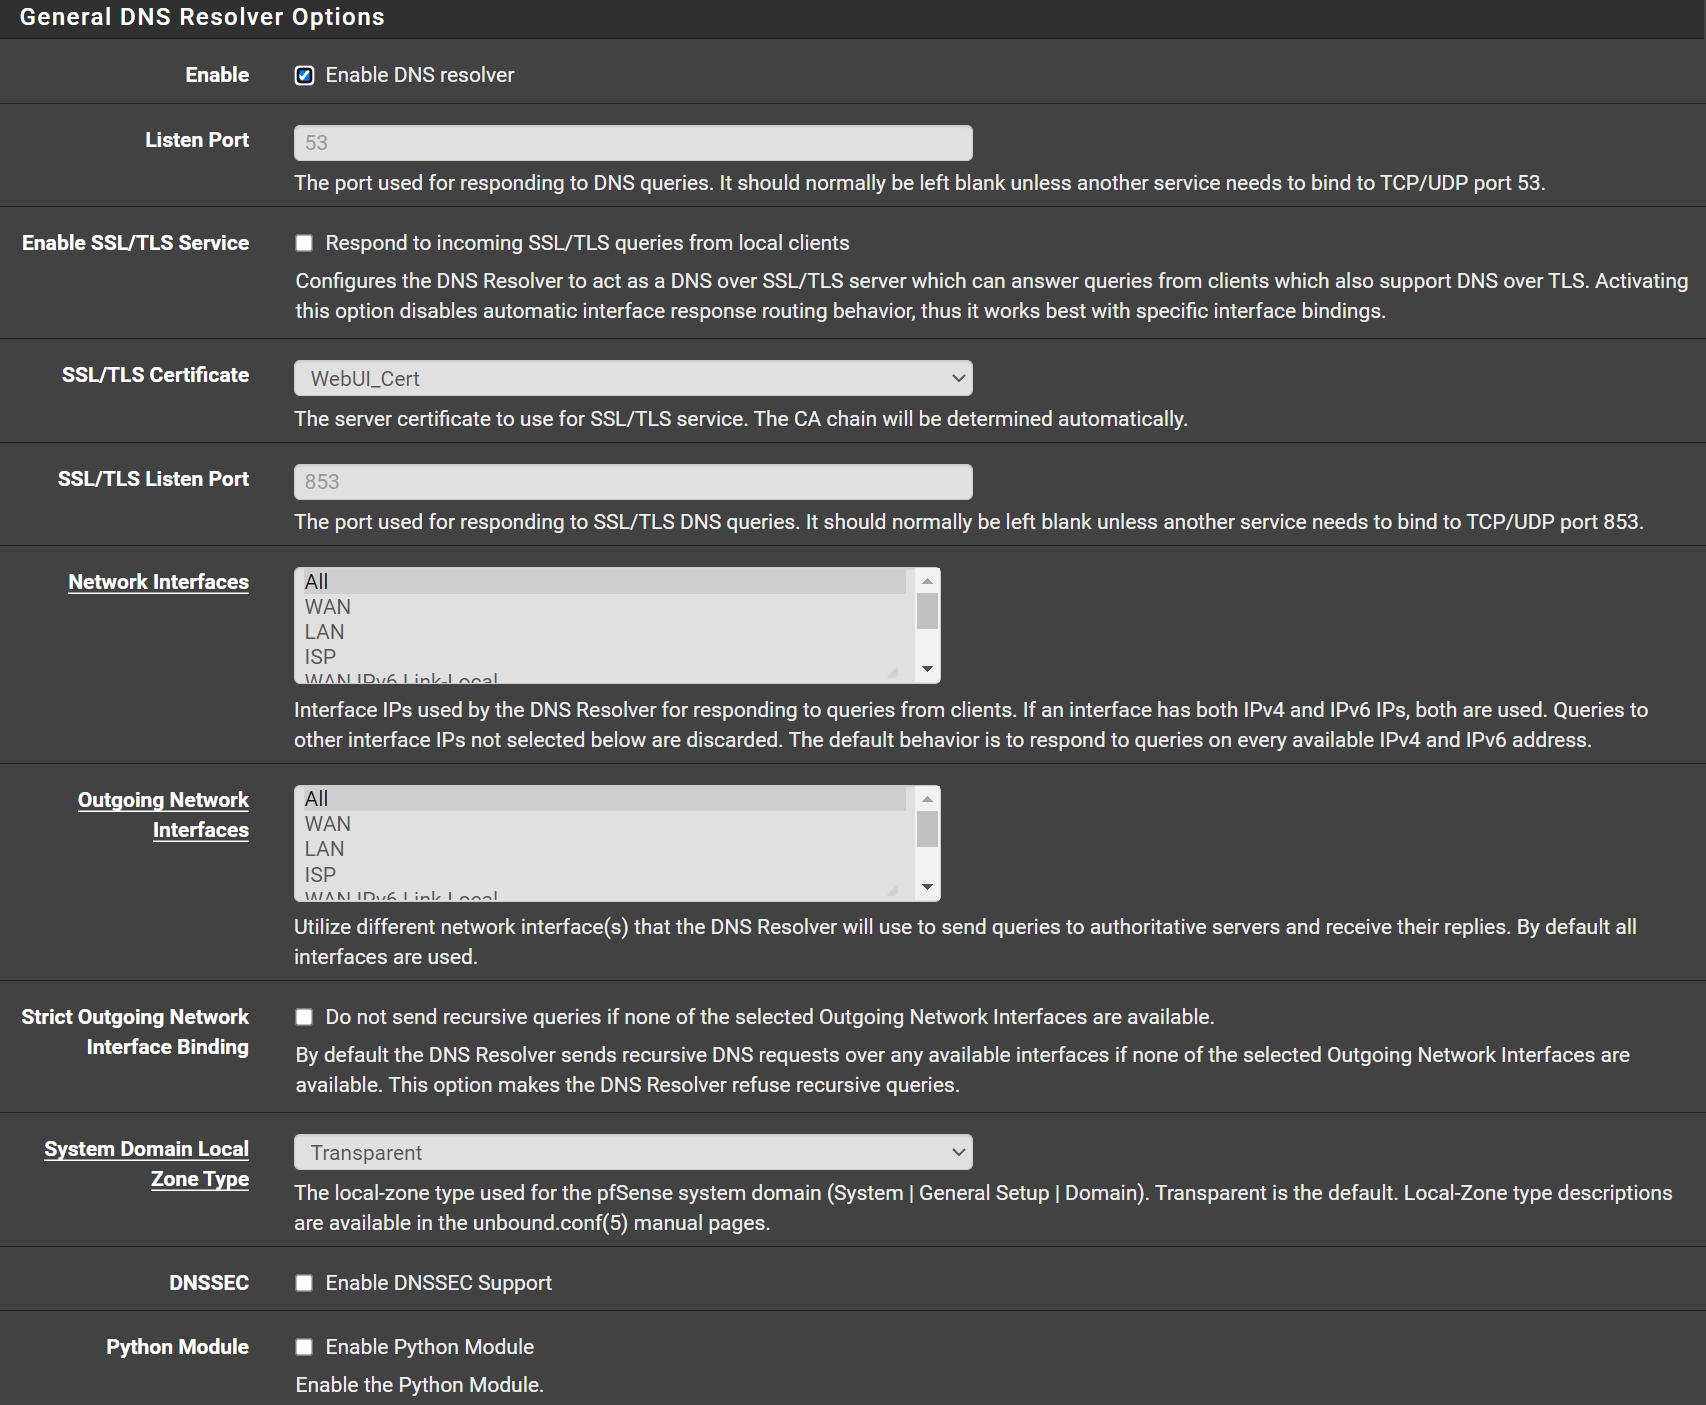 General DNS Resolver Options
Enable
Enable DNS resolver
Listen Port
53
The port used for responding to DNS queries. It should normally be left blank unless another service needs to bind to TCP/UDP port 53.
Enable SSL/TLS Service
Respond to incoming SSL/TLS queries from local clients
Configures the DNS Resolver to act as a DNS over SSL/TLS server which can answer queries from clients which also support DNS over TLS. Activating
this option disables automatic interface response routing behavior, thus it works best with specific interface bindings.
SSL/TLS Certificate
WebUI_Cert
The server certificate to use for SSL/TLS service. The CA chain will be determined automatically.
SSL/TLS Listen Port
853
The port used for responding to SSL/TLS DNS queries. It should normally be left blank unless another service needs to bind to TCP/UDP port 853.
Network Interfaces
All
WAN
LAN
ISP
WAN IPv6 Link-Local
Interface IPs used by the DNS Resolver for responding to queries from clients. If an interface has both IPv4 and IPv6 IPs, both are used. Queries to
other interface IPs not selected below are discarded. The default behavior is to respond to queries on every available IPv4 and IPv6 address.
Outgoing Network
Interfaces
All
WAN
LAN
ISP
WAN IPv6 Link-Local
Utilize different network interface(s) that the DNS Resolver will use to send queries to authoritative servers and receive their replies. By default all
interfaces are used.
Strict Outgoing Network
Interface Binding
Do not send recursive queries if none of the selected Outgoing Network Interfaces are available.
By default the DNS Resolver sends recursive DNS requests over any available interfaces if none of the selected Outgoing Network Interfaces are
available. This option makes the DNS Resolver refuse recursive queries.
System Domain Local
Zone Type
Transparent
The local-zone type used for the pfSense system domain (System | General Setup | Domain). Transparent is the default. Local-Zone type descriptions
are available in the unbound.conf(5) manual pages.
DNSSEC
Enable DNSSEC Support
Python Module
Enable Python Module
Enable the Python Module.